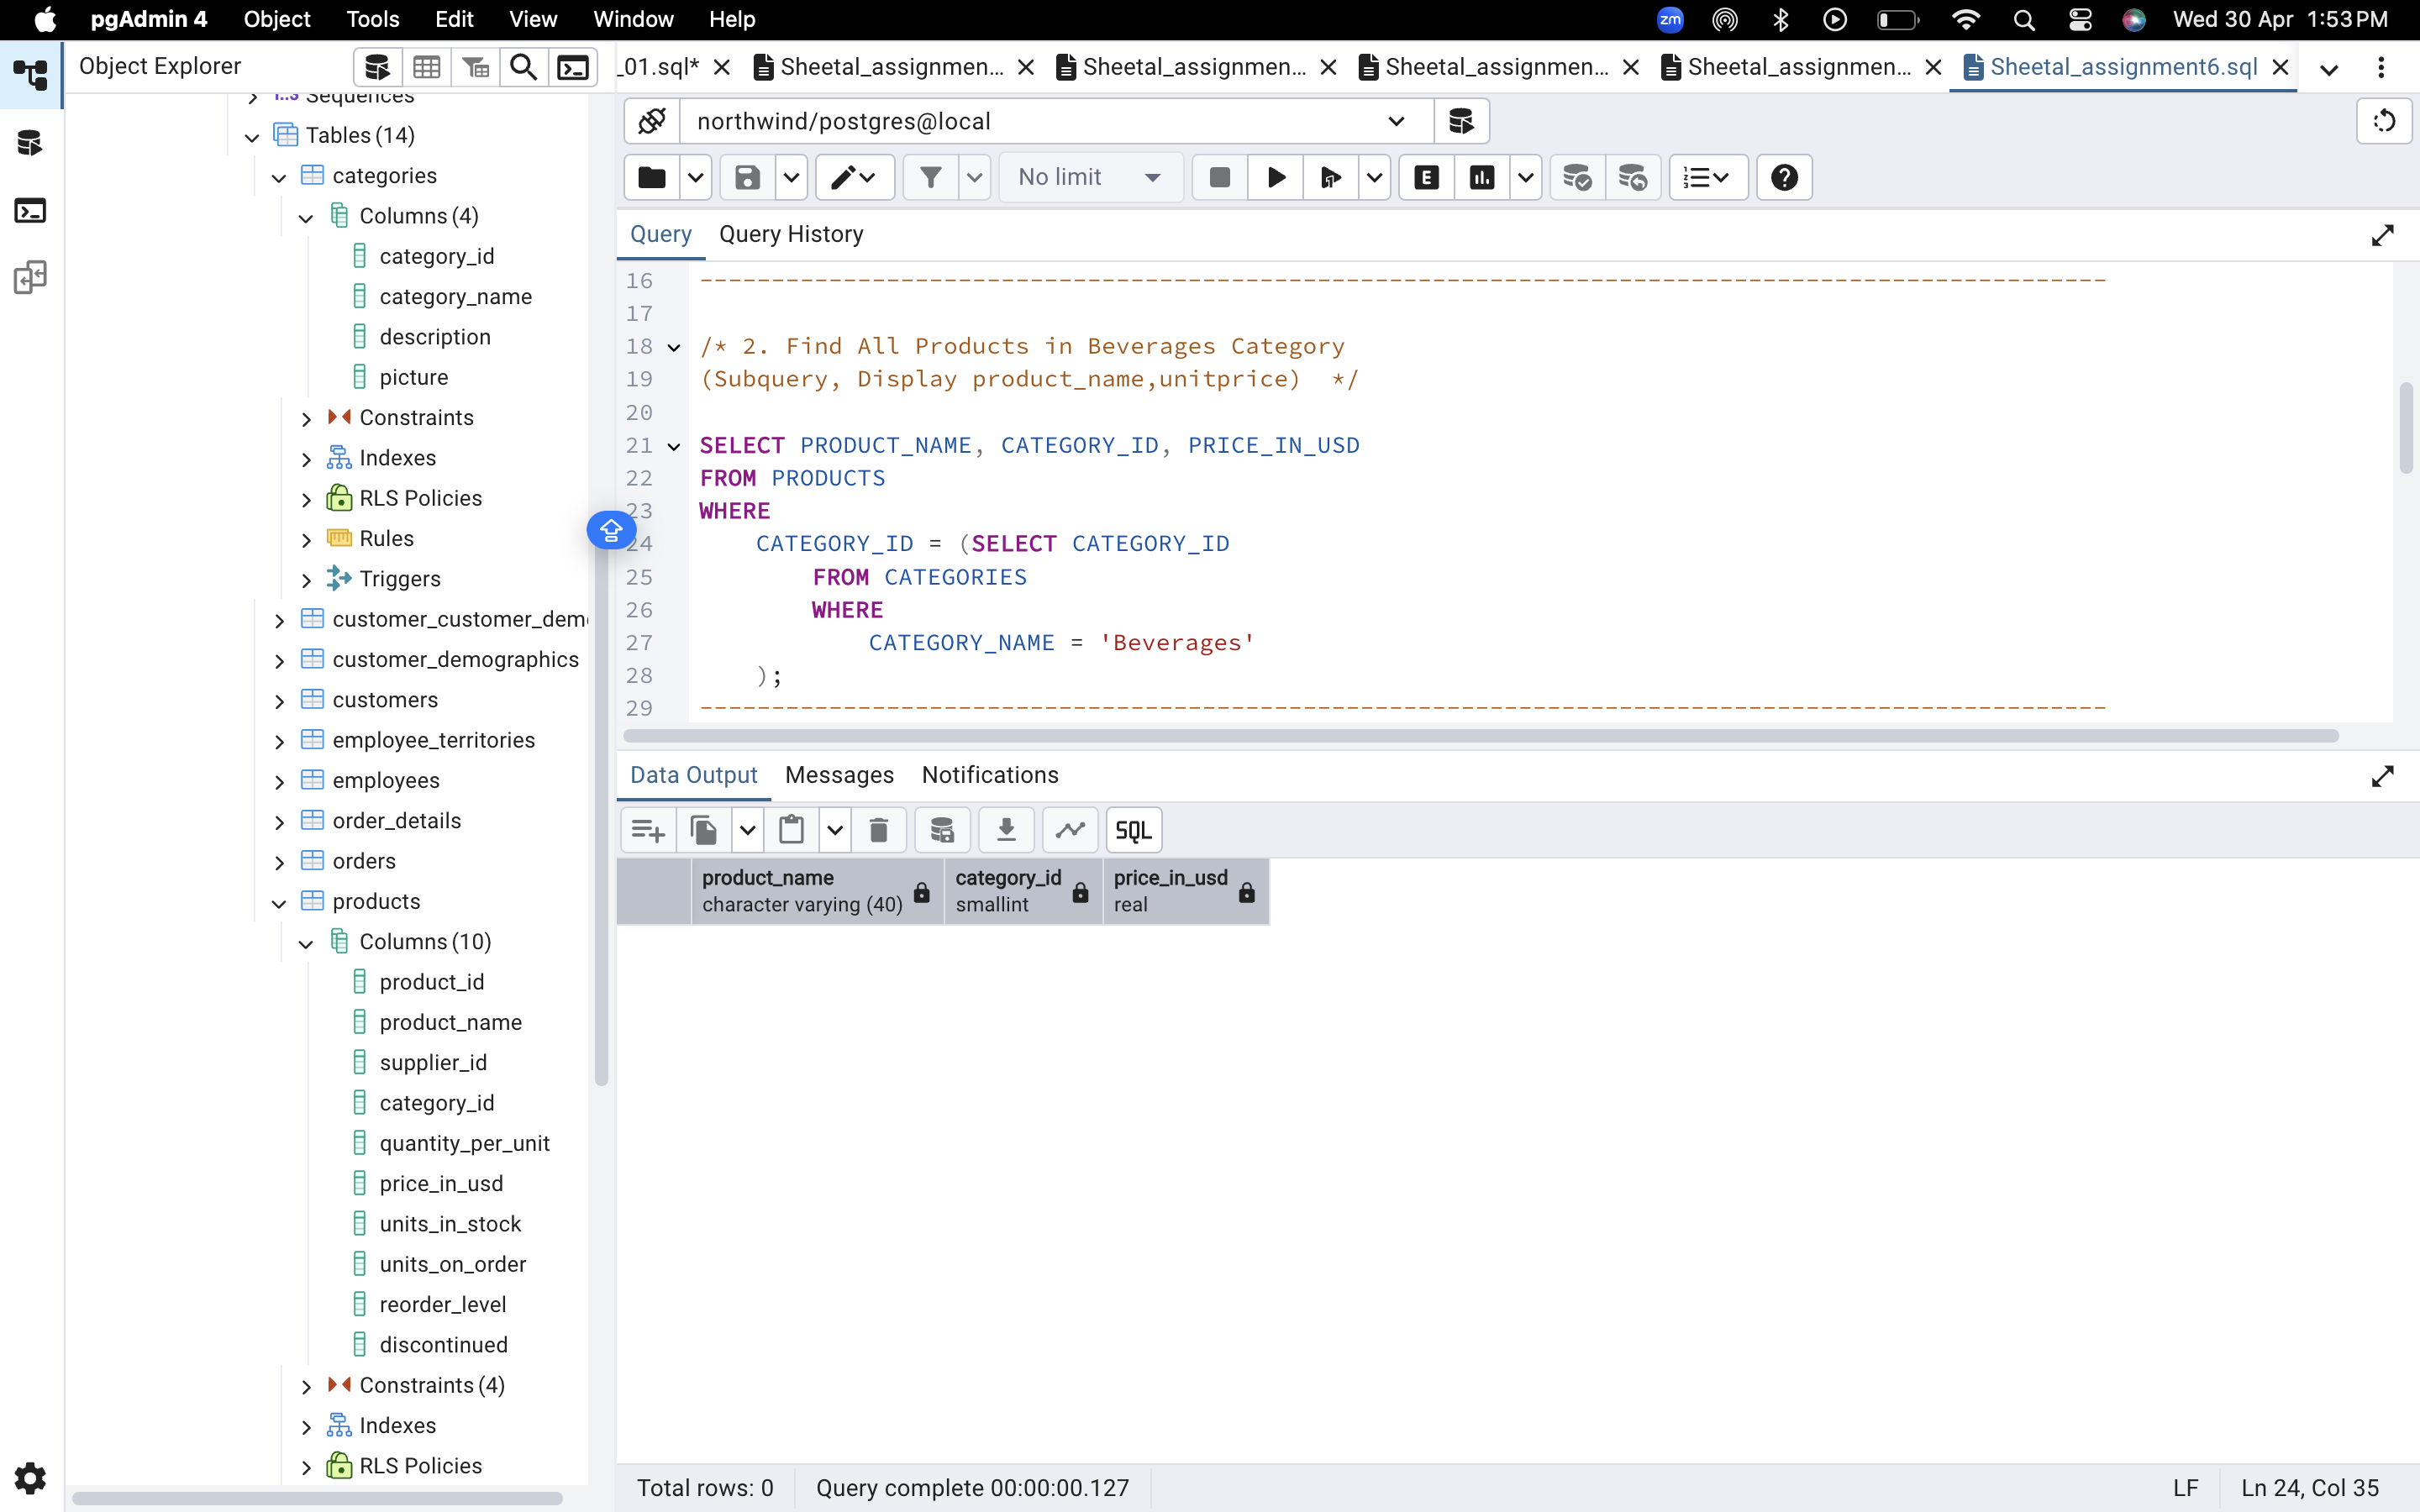 pgAdmin 4 Object Tools Edit View Window Help zm Wed 30 Apr 1:53 PM
Object Explorer
_01.sql* Sheetal_assignmen... Sheetal_assignmen... Sheetal_assignmen... Sheetal_assignmen... Sheetal_assignment6.sql
Sequences
Tables (14)
categories
Columns (4)
category_id
category_name
description
picture
Constraints
Indexes
RLS Policies
Rules
Triggers
customer_customer_dem
customer_demographics
customers
employee_territories
employees
order_details
orders
products
Columns (10)
product_id
product_name
supplier_id
category_id
quantity_per_unit
price_in_usd
units_in_stock
units_on_order
reorder_level
discontinued
Constraints (4)
Indexes
RLS Policies
northwind/postgres@local
No limit E
Query Query History
16 --------------------------------------------------------------------------------------------------
17
18 /* 2. Find All Products in Beverages Category
19 (Subquery, Display product_name,unitprice) */
20
21 SELECT PRODUCT_NAME, CATEGORY_ID, PRICE_IN_USD
22 FROM PRODUCTS
23 WHERE
24 CATEGORY_ID = (SELECT CATEGORY_ID
25 FROM CATEGORIES
26 WHERE
27 CATEGORY_NAME = 'Beverages'
28 );
29 --------------------------------------------------------------------------------------------------
Data Output Messages Notifications
SQL
product_name category_id price_in_usd
character varying (40) smallint real
Total rows: 0 Query complete 00:00:00.127 LF Ln 24, Col 35